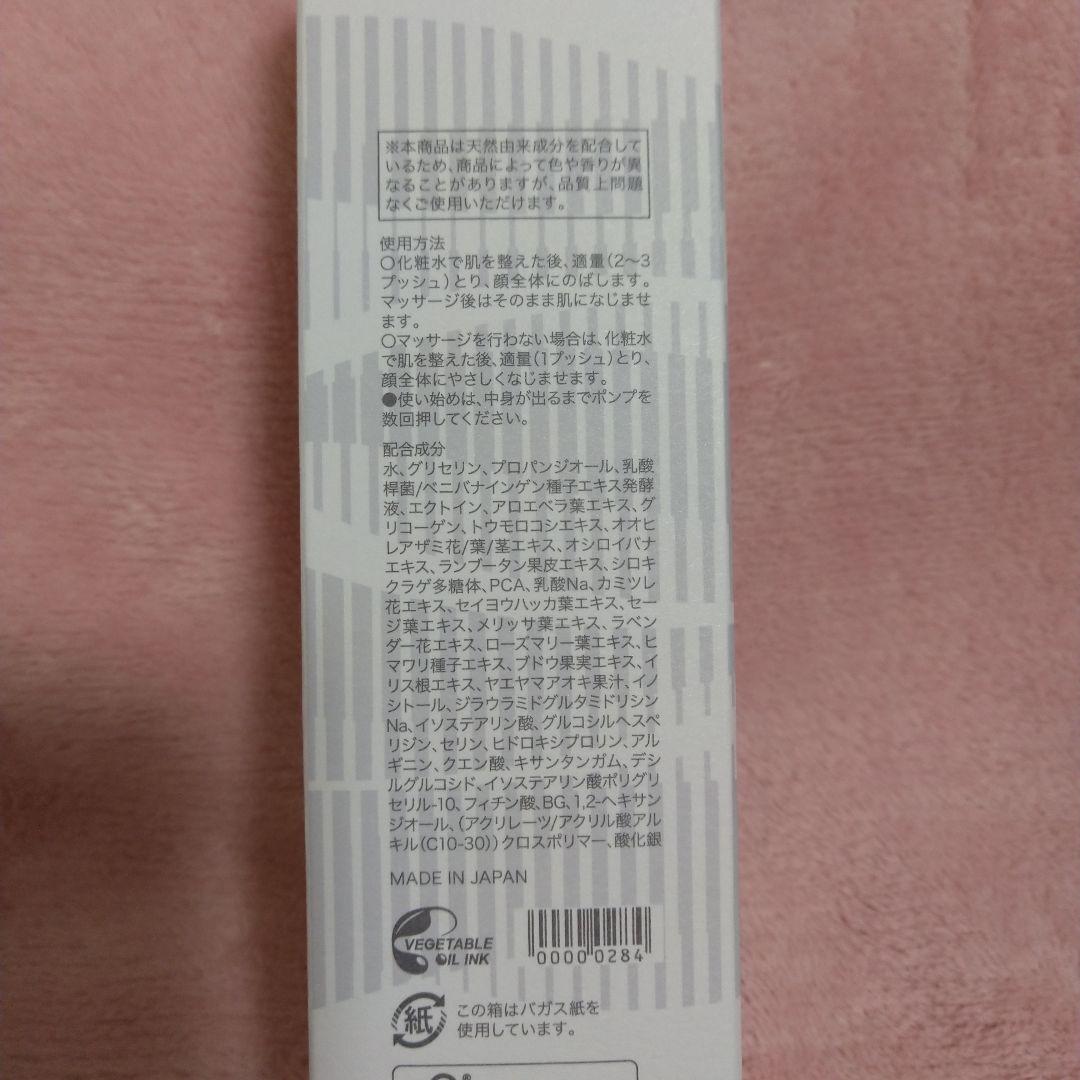 ※本商品は天然由来成分を配合して
いるため、商品によって色や香りが異
なることがありますが、品質上問題
なくご使用いただけます。
使用方法
〇化粧水で肌を整えた後、適量(2〜3
プッシュ)とり、顔全体にのばします。
マッサージ後はそのまま肌になじませ
ます。
〇マッサージを行わない場合は、化粧水
で肌を整えた後、適量(1プッシュ)とり、
顔全体にやさしくなじませます。
●使い始めは、中身が出るまでポンプを
数回押してください。
配合成分
水、グリセリン、プロパンジオール、乳酸
桿菌/ベニバナインゲン種子エキス発酵
液、エクトイン、アロエベラ葉エキス、グ
リコーゲン、トウモロコシエキス、オオヒ
レアザミ花/葉/茎エキス、オシロイバナ
エキス、ランブータン果皮エキス、シロキ
クラゲ多糖体、PCA、乳酸Na、カミツレ
花エキス、セイヨウハッカ葉エキス、セー
ジ葉エキス、メリッサ葉エキス、ラベン
ダー花エキス、ローズマリー葉エキス、ヒ
マワリ種子エキス、ブドウ果実エキス、イ
リス根エキス、ヤエヤマアオキ果汁、イノ
シトール、ジラウラミドグルタミドリシン
Na、イソステアリン酸、グルコシルヘスペ
リジン、セリン、ヒドロキシプロリン、アル
ギニン、クエン酸、キサンタンガム、デシ
ルグルコシド、イソステアリン酸ポリグリ
セリル-10、フィチン酸、BG、1,2-ヘキサン
ジオール、(アクリレーツ/アクリル酸アル
キル(C10-30))クロスポリマー、酸化銀
MADE IN JAPAN
VEGETABLE
OIL INK
0000 0284
紙
この箱はバガス紙を
使用しています。